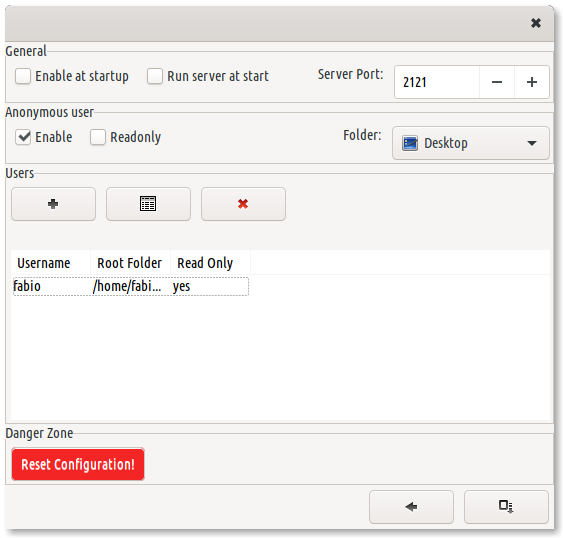 General
Enable at startup Run server at start Server Port: 2121
Anonymous user
Enable Readonly Folder: Desktop
Users
Username Root Folder Read Only
fabio /home/fabi... yes
Danger Zone
Reset Configuration!